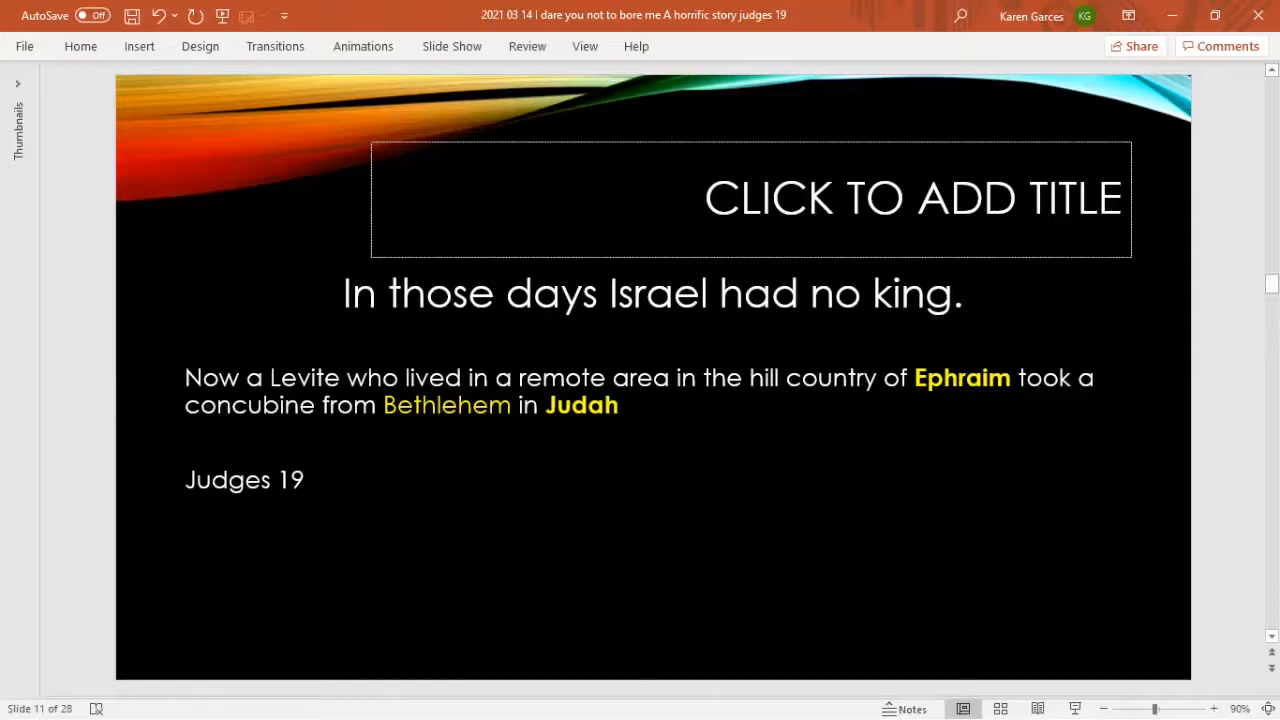 AutoSave Off 2021 03 14 I dare you not to bore me A horrific story judges 19 Karen Garces KG
File Home Insert Design Transitions Animations Slide Show Review View Help Share Comments
Thumbnails
CLICK TO ADD TITLE
In those days Israel had no king.
Now a Levite who lived in a remote area in the hill country of Ephraim took a
concubine from Bethlehem in Judah
Judges 19
Slide 11 of 28 Notes 90%